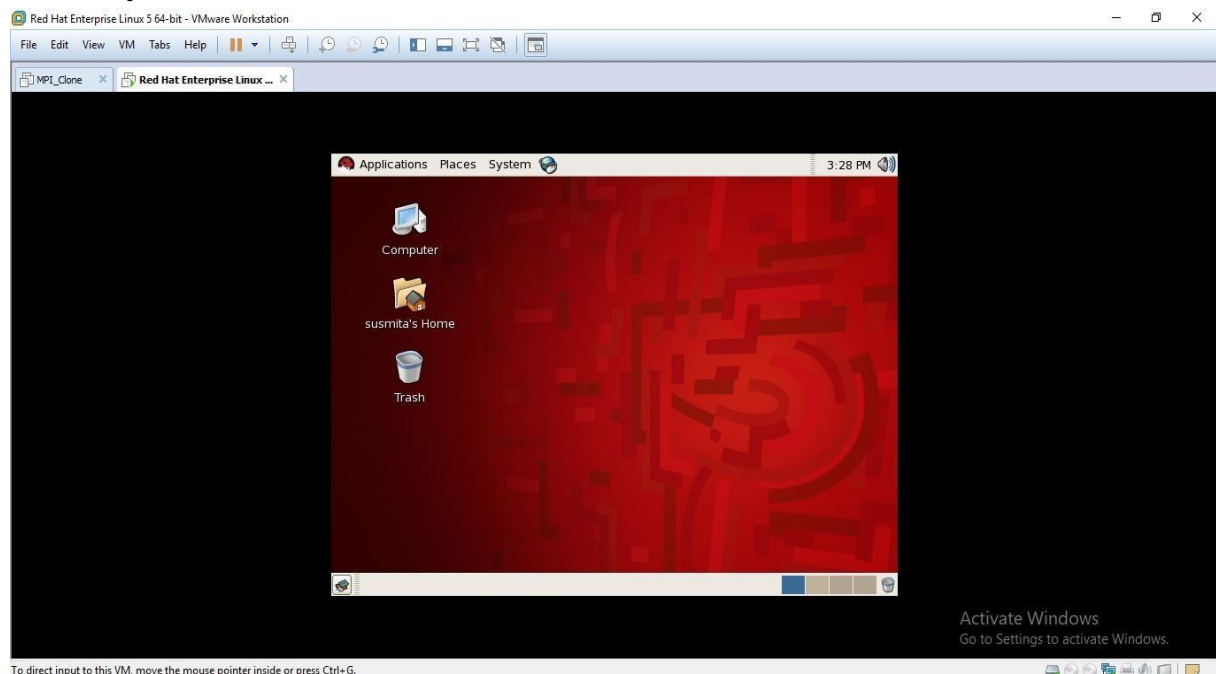 Red Hat Enterprise Linux 5 64-bit - VMware Workstation
File Edit View VM Tabs Help
MPI_Clone Red Hat Enterprise Linux ...
Applications Places System 3:28 PM
Computer
susmita's Home
Trash
Activate Windows
Go to Settings to activate Windows.
To direct input to this VM, move the mouse pointer inside or press Ctrl+G.